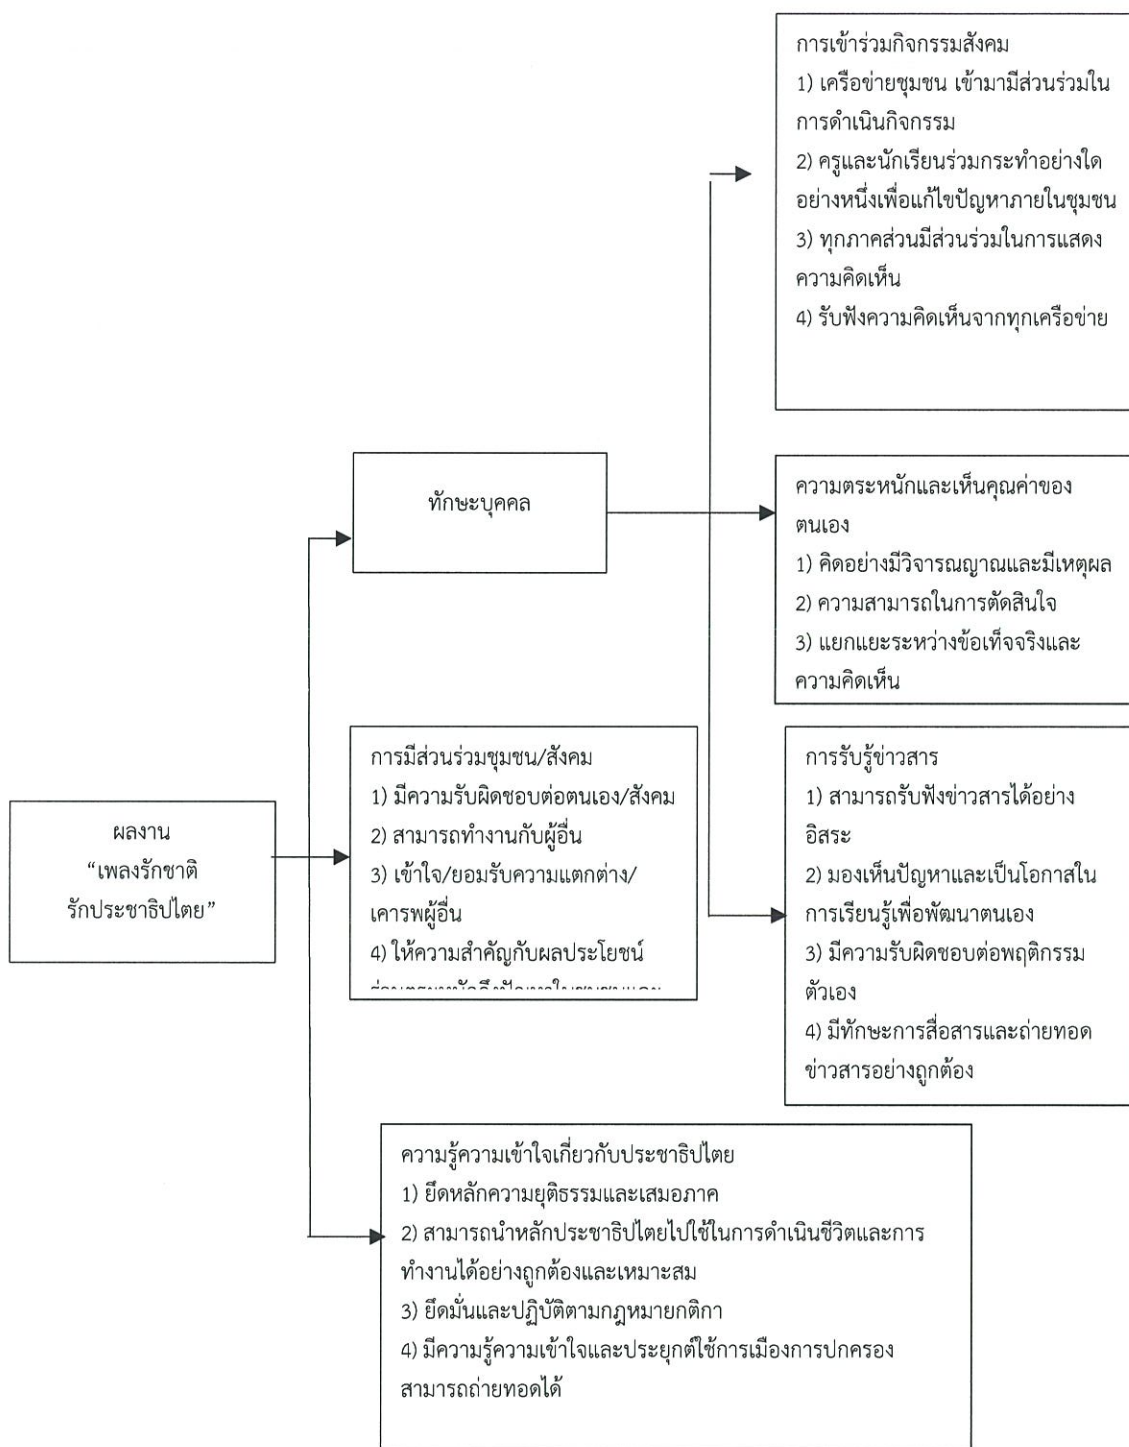 การเข้าร่วมกิจกรรมสังคม
1) เครือข่ายชุมชน เข้ามามีส่วนร่วมใน
การดำเนินกิจกรรม
2) ครูและนักเรียนร่วมกระทำอย่างใด
อย่างหนึ่งเพื่อแก้ไขปัญหาภายในชุมชน
3) ทุกภาคส่วนมีส่วนร่วมในการแสดง
ความคิดเห็น
4) รับฟังความคิดเห็นจากทุกเครือข่าย
ทักษะบุคคล
ความตระหนักและเห็นคุณค่าของ
ตนเอง
1) คิดอย่างมีวิจารณญาณและมีเหตุผล
2) ความสามารถในการตัดสินใจ
3) แยกแยะระหว่างข้อเท็จจริงและ
ความคิดเห็น
ผลงาน
“เพลงรักชาติ
รักประชาธิปไตย”
การมีส่วนร่วมชุมชน/สังคม
1) มีความรับผิดชอบต่อตนเอง/สังคม
2) สามารถทำงานกับผู้อื่น
3) เข้าใจ/ยอมรับความแตกต่าง/
เคารพผู้อื่น
4) ให้ความสำคัญกับผลประโยชน์
การรับรู้ข่าวสาร
1) สามารถรับฟังข่าวสารได้อย่าง
อิสระ
2) มองเห็นปัญหาและเป็นโอกาสใน
การเรียนรู้เพื่อพัฒนาตนเอง
3) มีความรับผิดชอบต่อพฤติกรรม
ตัวเอง
4) มีทักษะการสื่อสารและถ่ายทอด
ข่าวสารอย่างถูกต้อง
ความรู้ความเข้าใจเกี่ยวกับประชาธิปไตย
1) ยึดหลักความยุติธรรมและเสมอภาค
2) สามารถนำหลักประชาธิปไตยไปใช้ในการดำเนินชีวิตและการ
ทำงานได้อย่างถูกต้องและเหมาะสม
3) ยึดมั่นและปฏิบัติตามกฎหมายกติกา
4) มีความรู้ความเข้าใจและประยุกต์ใช้การเมืองการปกครอง
สามารถถ่ายทอดได้